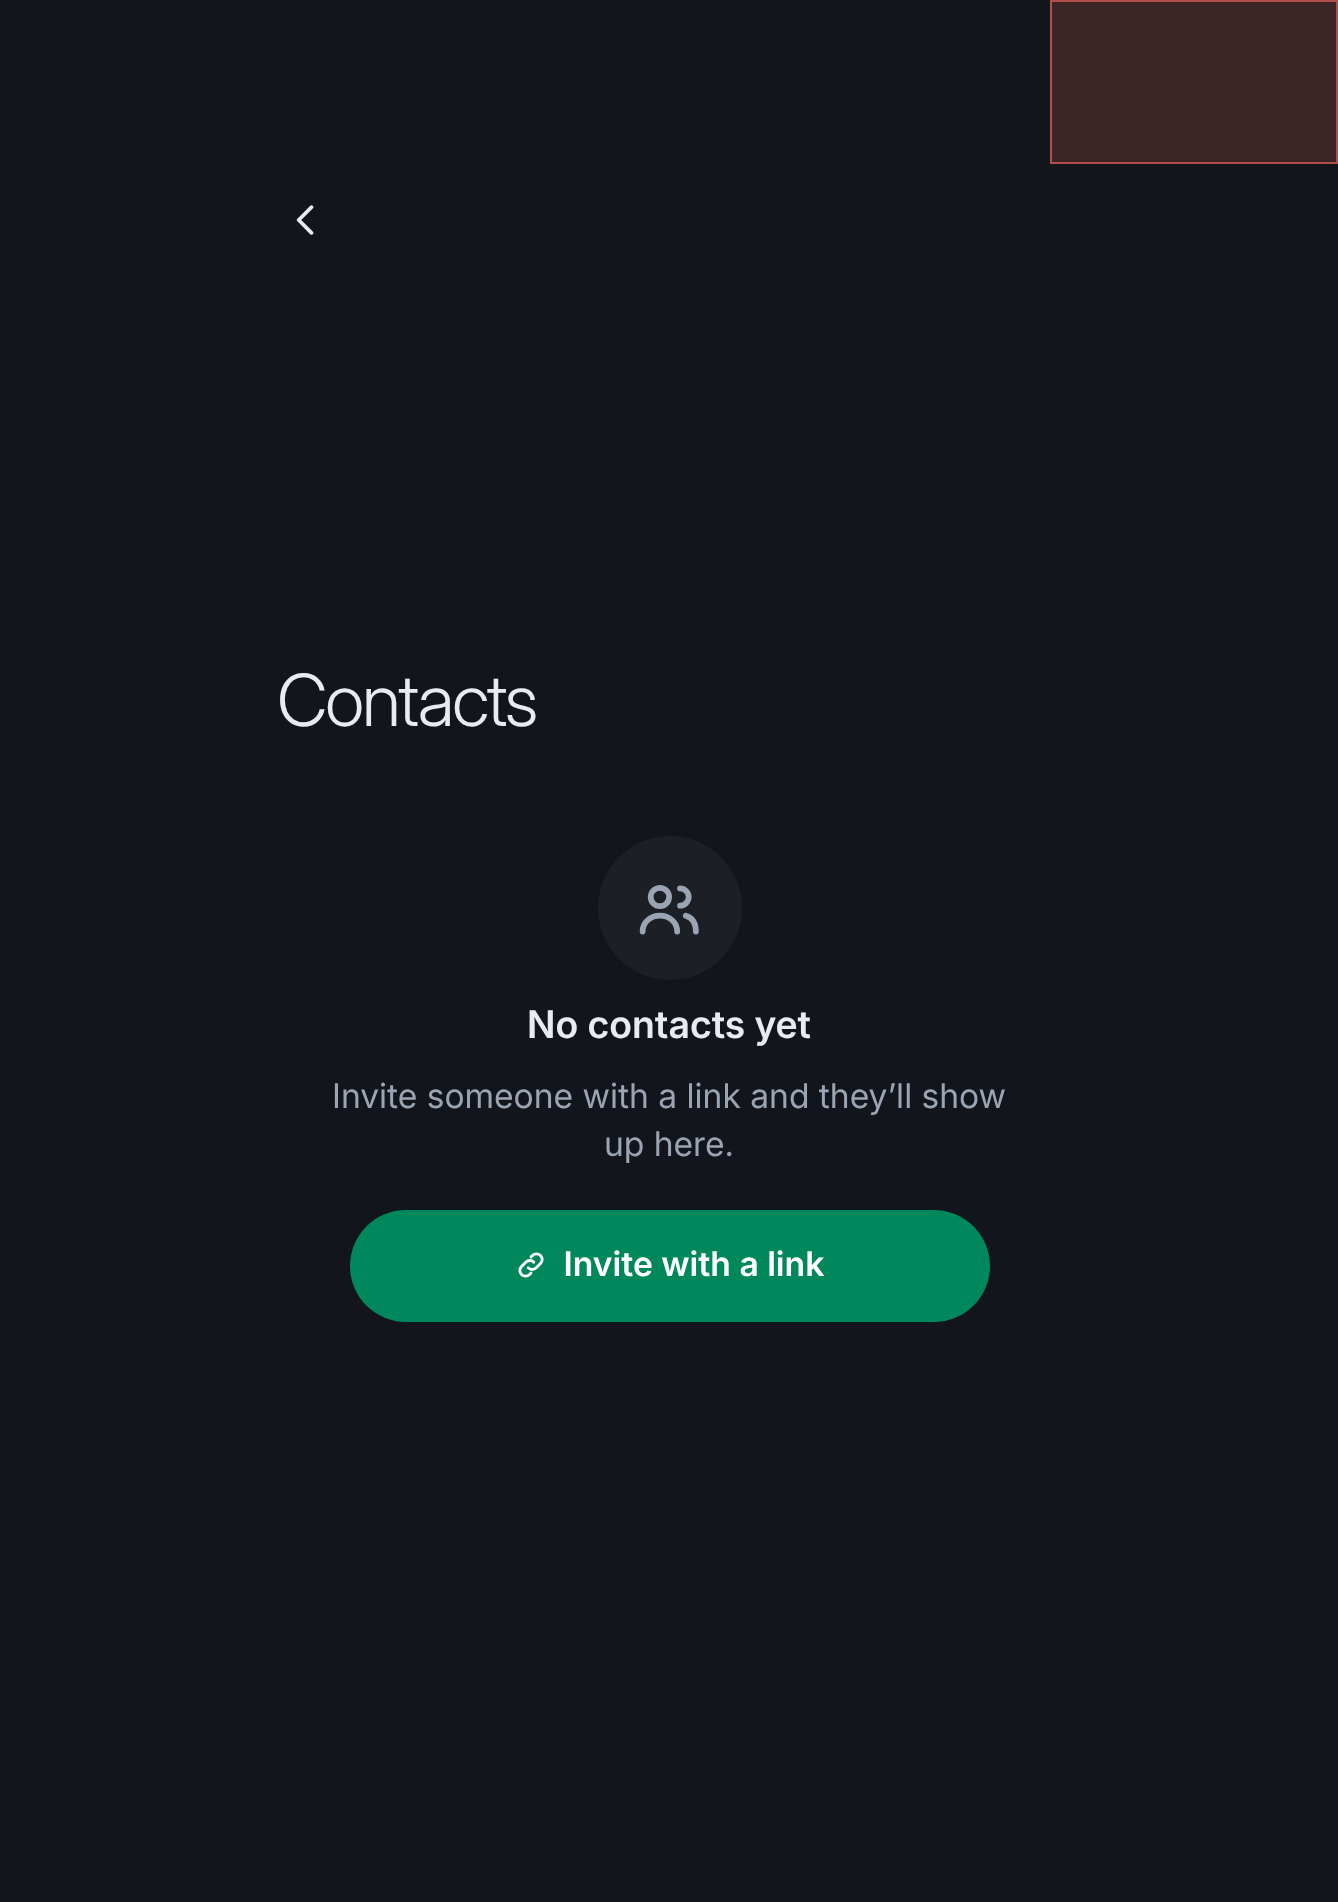 Contacts
No contacts yet
Invite someone with a link and they’ll show
up here.
Invite with a link